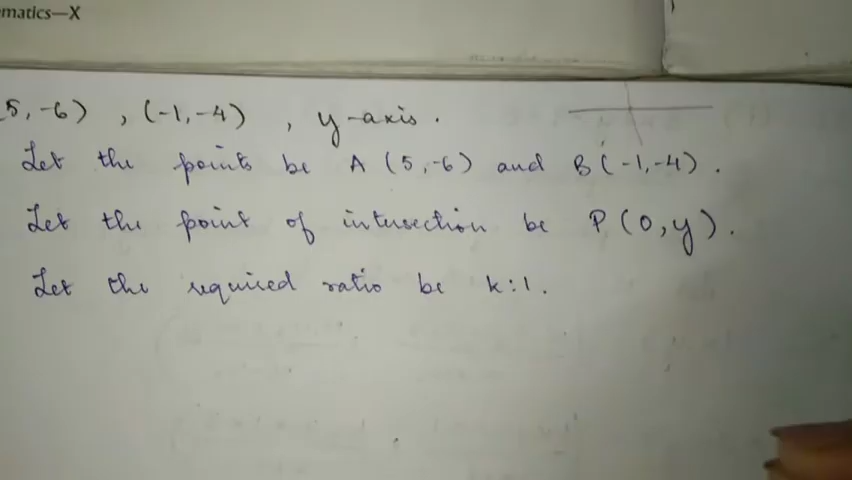 matics—X
5, -6) , (-1, -4) , y-axis.
Let the points be A (5, -6) and B (-1, -4).
Let the point of intersection be P (0, y).
Let the required ratio be k:1.